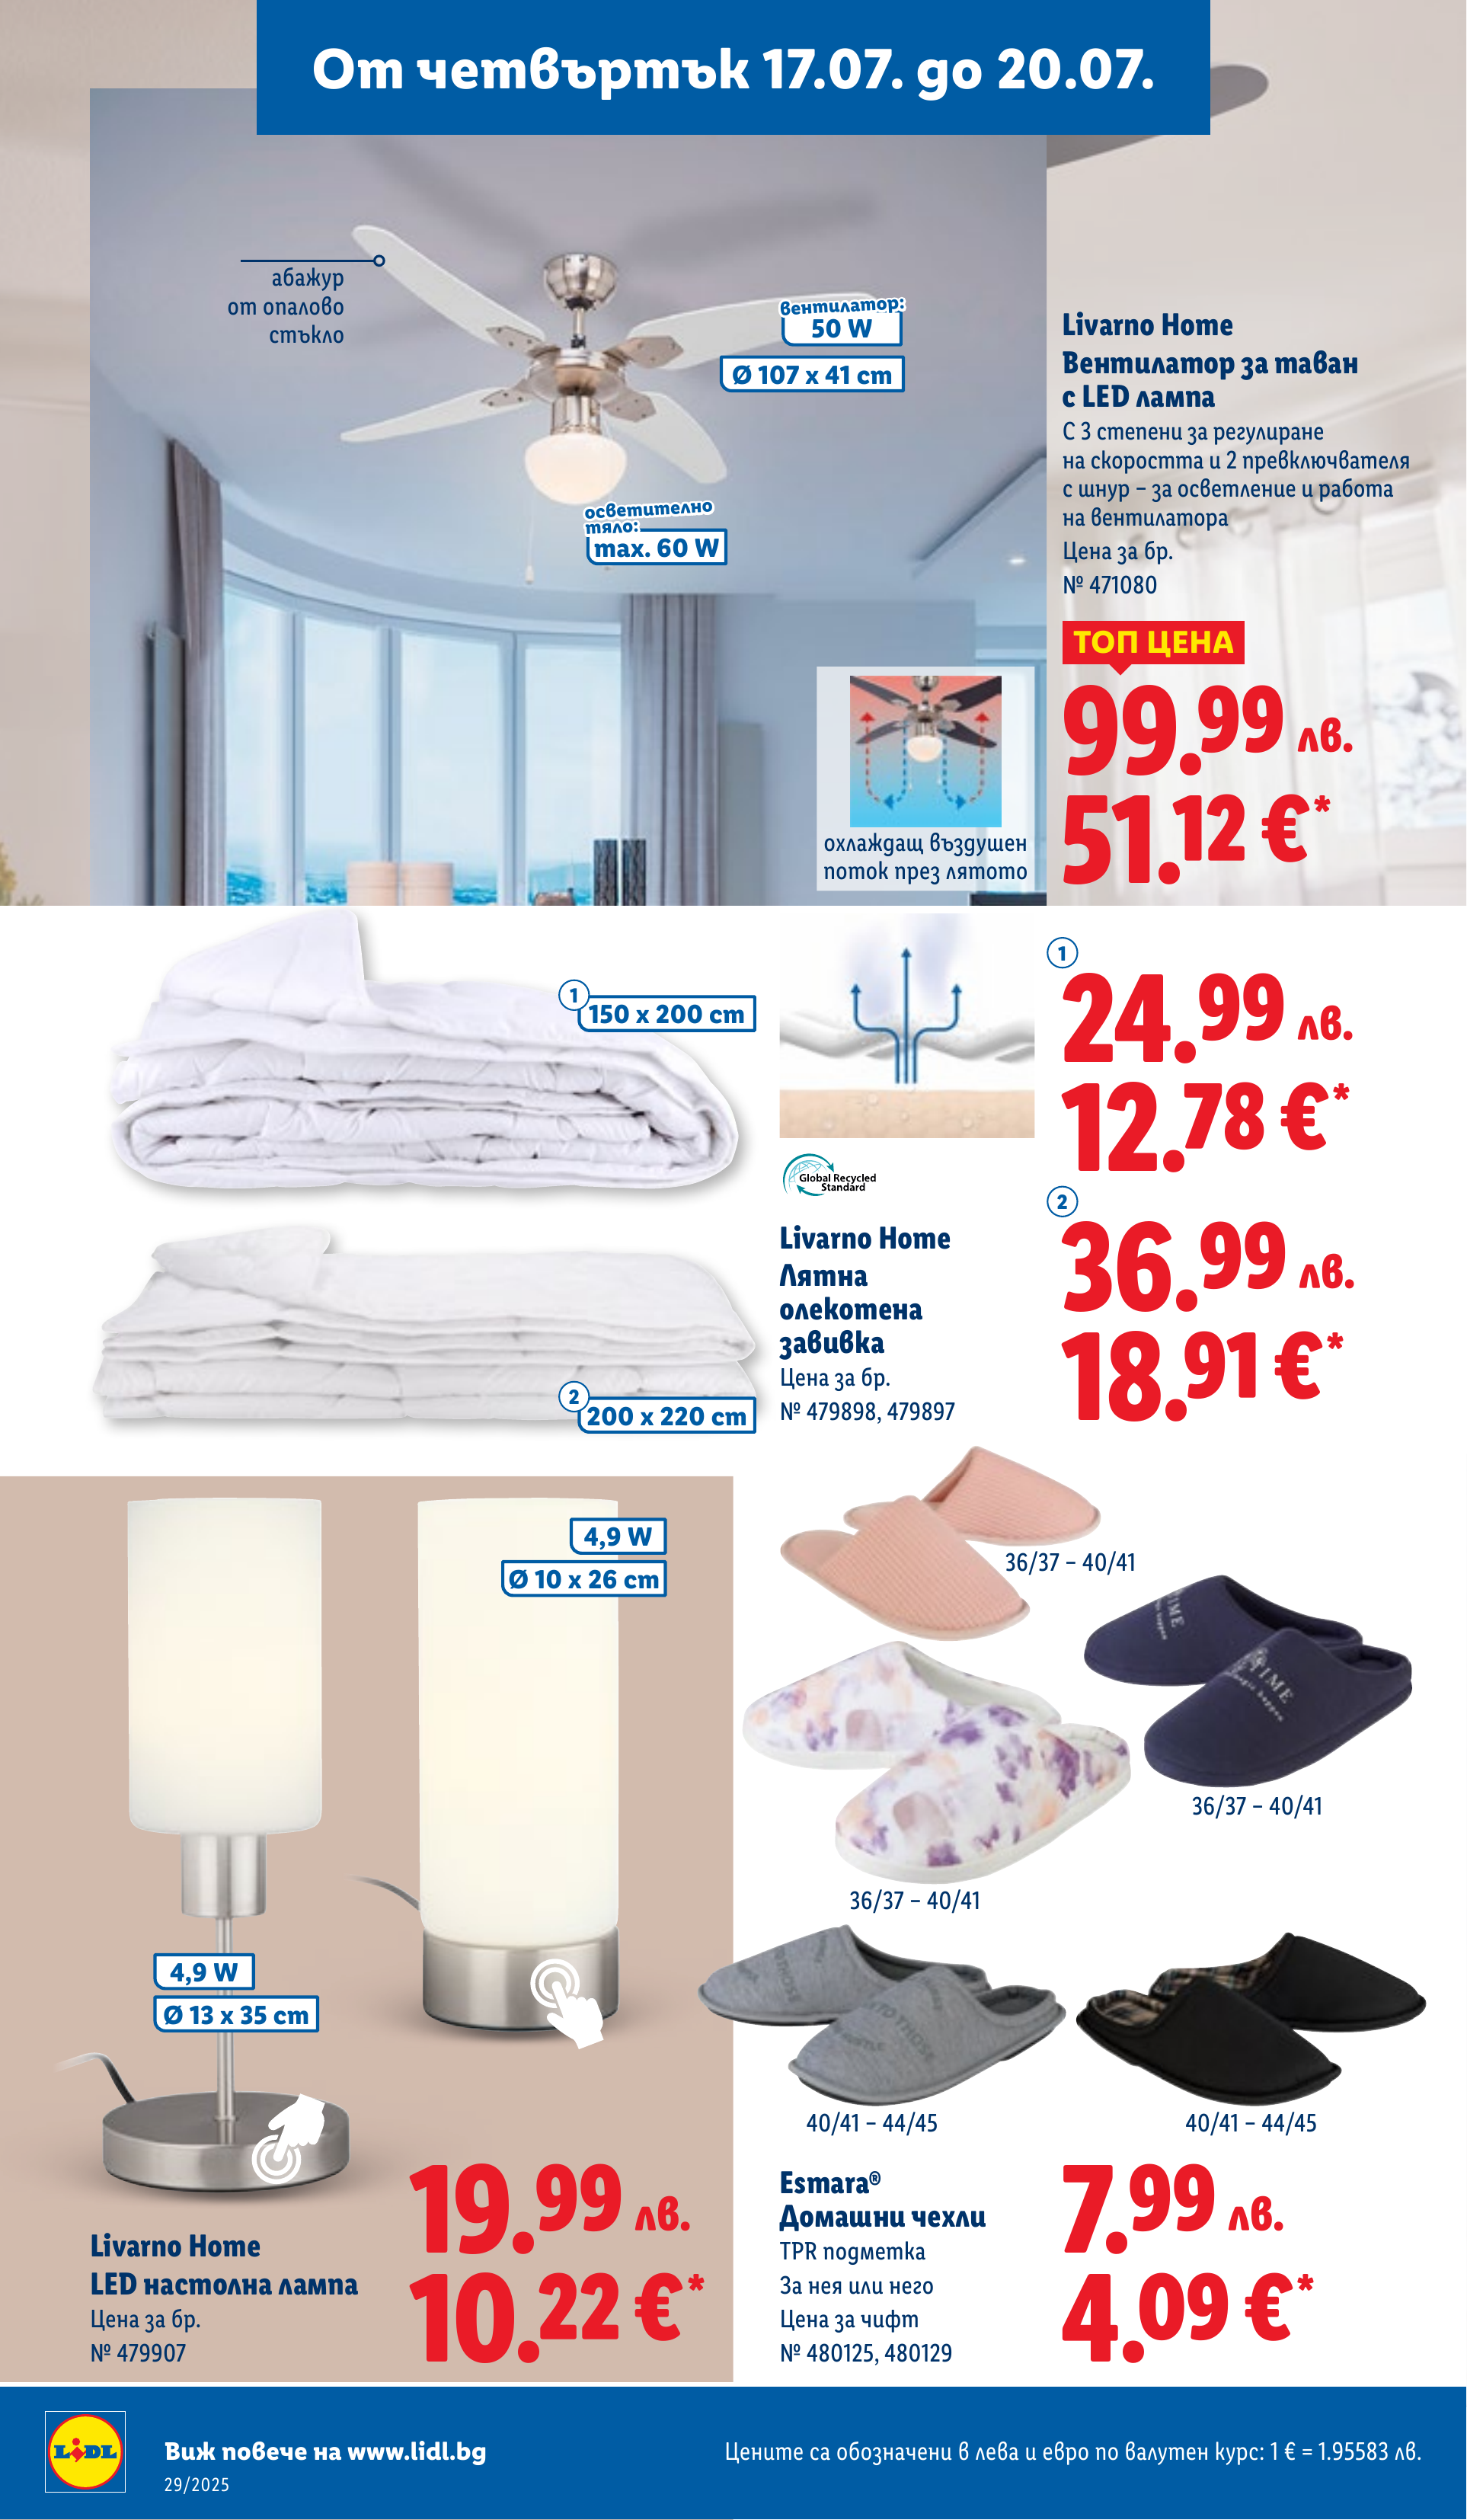 От четвъртък 17.07. до 20.07.
абажур
от опалово
стъкло
вентилатор:
50 W
Ø 107 x 41 cm
осветително
тяло:
max. 60 W
охлаждащ въздушен
поток през лятото
Livarno Home
Вентилатор за таван
с LED лампа
С 3 степени за регулиране
на скоростта и 2 превключвателя
с шнур – за осветление и работа
на вентилатора
Цена за бр.
№ 471080
ТОП ЦЕНА
99.99 лв.
51.12 €*
1
150 x 200 cm
2
200 x 220 cm
Global Recycled
Standard
Livarno Home
Лятна
олекотена
завивка
Цена за бр.
№ 479898, 479897
1
24.99 лв.
12.78 €*
2
36.99 лв.
18.91 €*
4,9 W
Ø 10 x 26 cm
4,9 W
Ø 13 x 35 cm
Livarno Home
LED настолна лампа
Цена за бр.
№ 479907
19.99 лв.
10.22 €*
36/37 – 40/41
TIME
36/37 – 40/41
36/37 – 40/41
40/41 – 44/45
40/41 – 44/45
Esmara®
Домашни чехли
TPR подметка
За нея или него
Цена за чифт
№ 480125, 480129
7.99 лв.
4.09 €*
LIDL
Виж повече на www.lidl.bg
29/2025
Цените са обозначени в лева и евро по валутен курс: 1 € = 1.95583 лв.